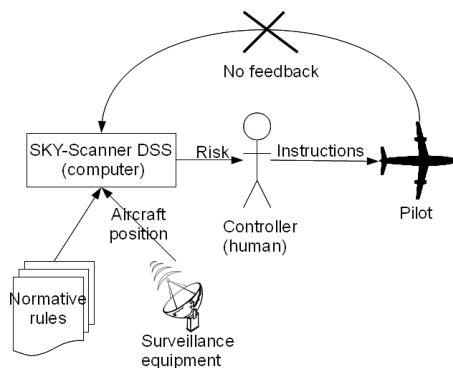 No feedback
SKY-Scanner DSS
(computer)
Risk
Instructions
Aircraft
position
Controller
(human)
Pilot
Normative
rules
Surveillance
equipment